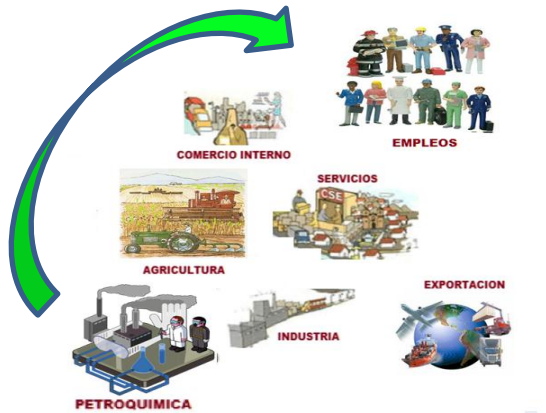 EMPLEOS
COMERCIO INTERNO
SERVICIOS
CSE
AGRICULTURA
EXPORTACION
INDUSTRIA
PETROQUIMICA